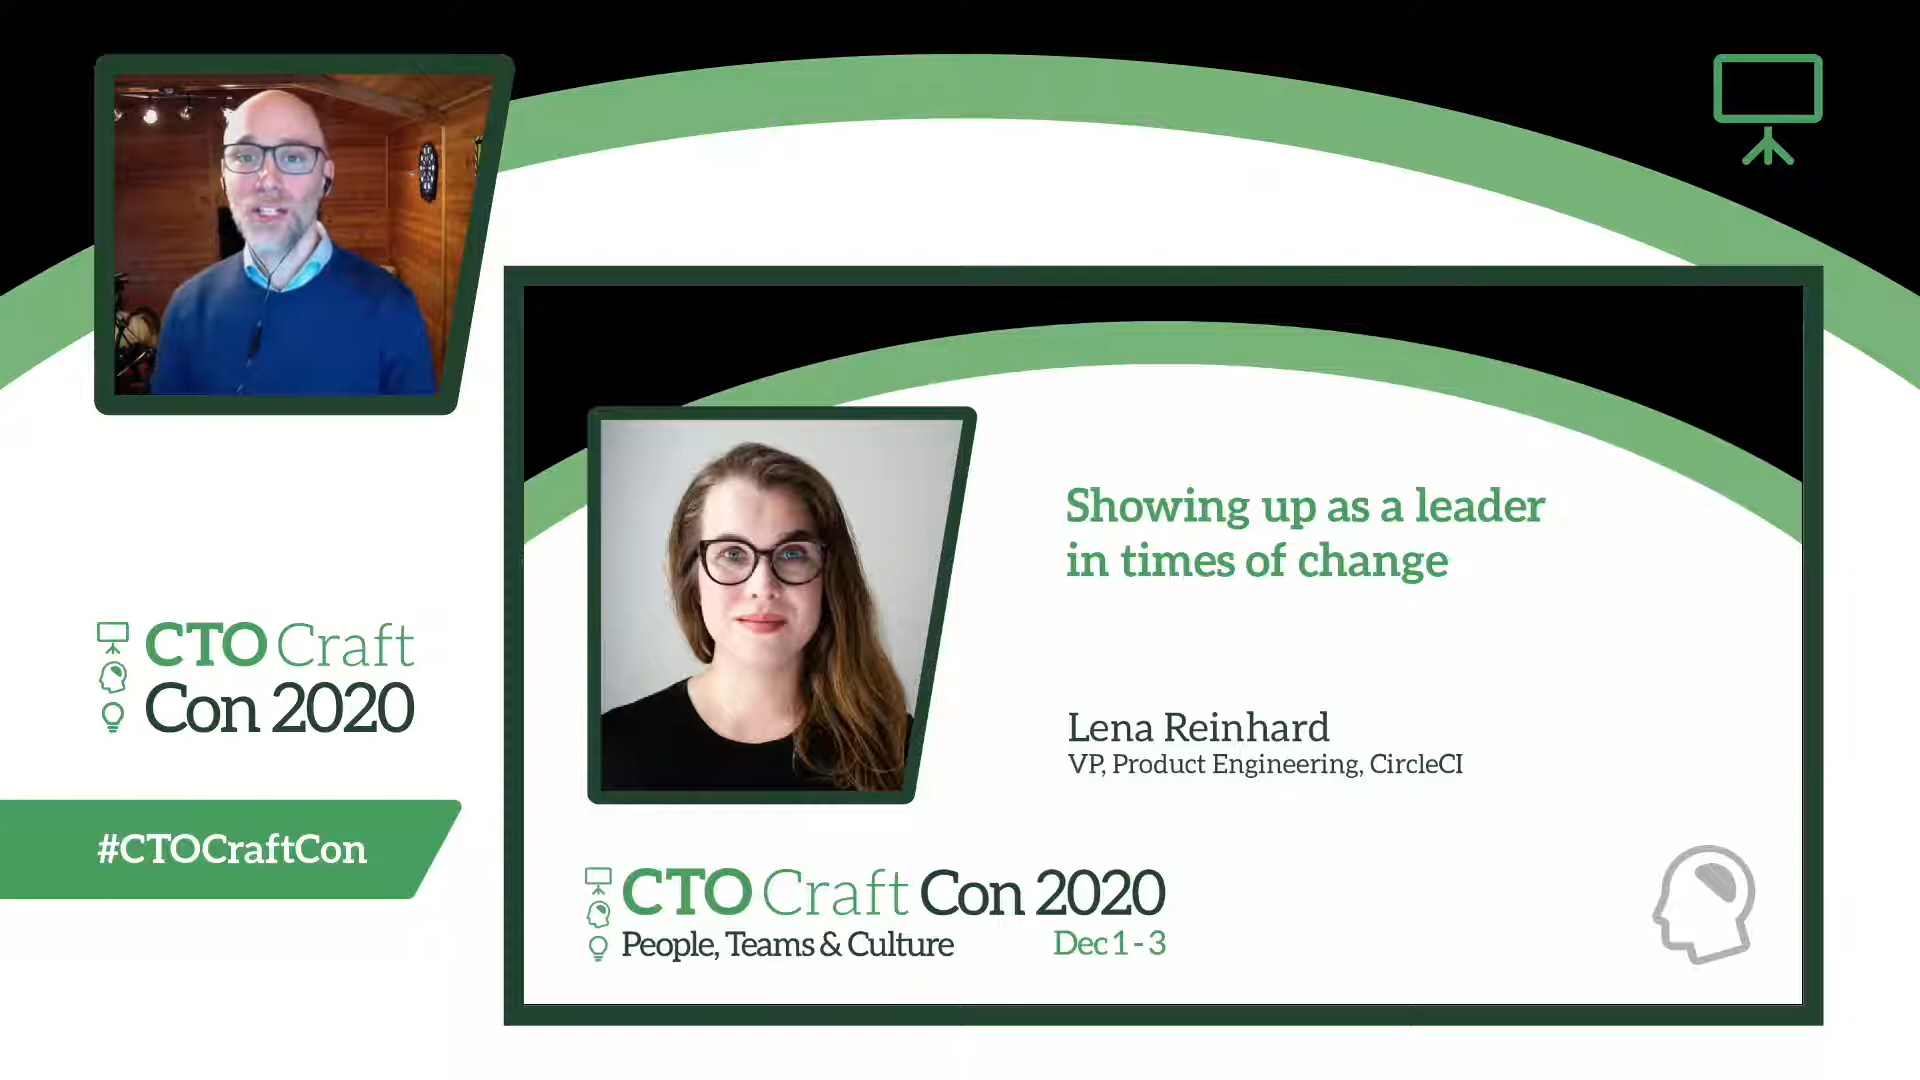 CTO Craft
Con 2020
#CTOCraftCon
Showing up as a leader
in times of change
Lena Reinhard
VP, Product Engineering, CircleCI
CTO Craft Con 2020
People, Teams & Culture Dec 1 - 3